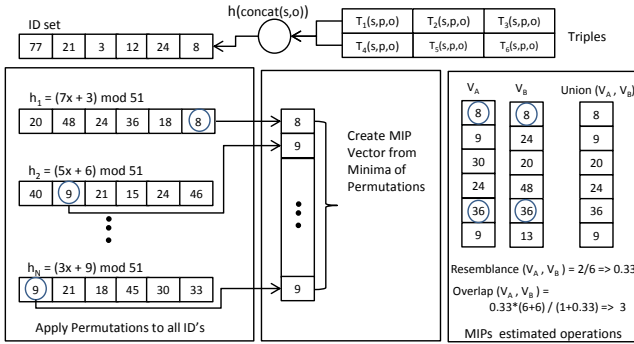 h(concat(s,o))
ID set
77 21 3 12 24 8
T1(s,p,o) T2(s,p,o) T3(s,p,o)
T4(s,p,o) T5(s,p,o) T6(s,p,o)
Triples
h1 = (7x + 3) mod 51
20 48 24 36 18 8
h2 = (5x + 6) mod 51
40 9 21 15 24 46
hN = (3x + 9) mod 51
9 21 18 45 30 33
Apply Permutations to all ID's
8
9
9
Create MIP
Vector from
Minima of
Permutations
VA VB Union (VA , VB)
8 8 8
9 24 9
30 20 20
24 48 24
36 36 36
9 13 9
Resemblance (VA , VB) = 2/6 => 0.33
Overlap (VA , VB) =
0.33*(6+6) / (1+0.33) => 3
MIPs estimated operations